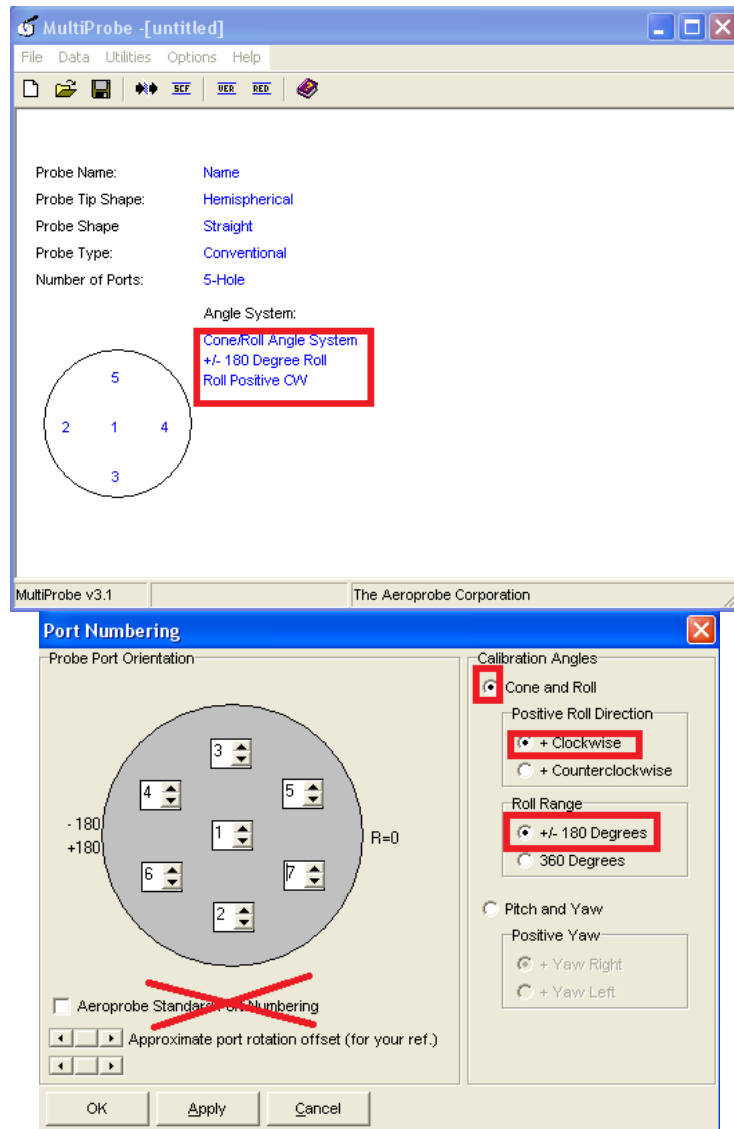 MultiProbe -[untitled]
File Data Utilities Options Help
SCF VER RED
Probe Name: Name
Probe Tip Shape: Hemispherical
Probe Shape Straight
Probe Type: Conventional
Number of Ports: 5-Hole
Angle System:
Cone/Roll Angle System
+/- 180 Degree Roll
Roll Positive CW
5
2 1 4
3
MultiProbe v3.1 The Aeroprobe Corporation
Port Numbering
Probe Port Orientation
3
4 5
- 180
+180
1
R=0
6 7
2
Aeroprobe Standard Port Numbering
Approximate port rotation offset (for your ref.)
OK Apply Cancel
Calibration Angles
Cone and Roll
Positive Roll Direction
+ Clockwise
+ Counterclockwise
Roll Range
+/- 180 Degrees
360 Degrees
Pitch and Yaw
Positive Yaw
+ Yaw Right
+ Yaw Left